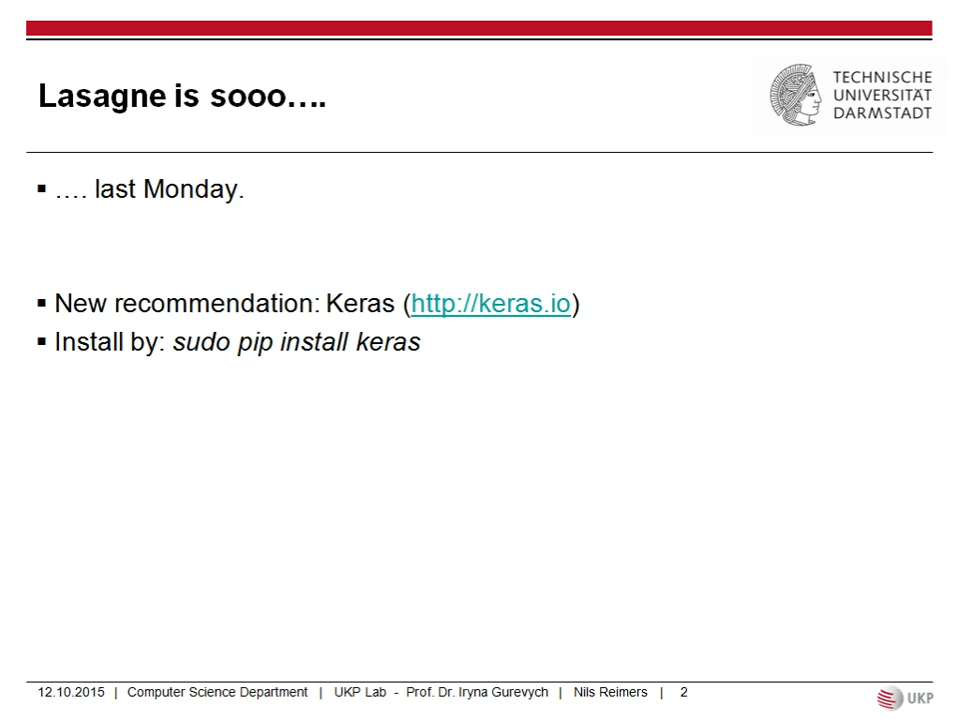 Lasagne is sooo….
TECHNISCHE
UNIVERSITÄT
DARMSTADT
▪ …. last Monday.
▪ New recommendation: Keras (http://keras.io)
▪ Install by: sudo pip install keras
12.10.2015 | Computer Science Department | UKP Lab - Prof. Dr. Iryna Gurevych | Nils Reimers | 2
UKP